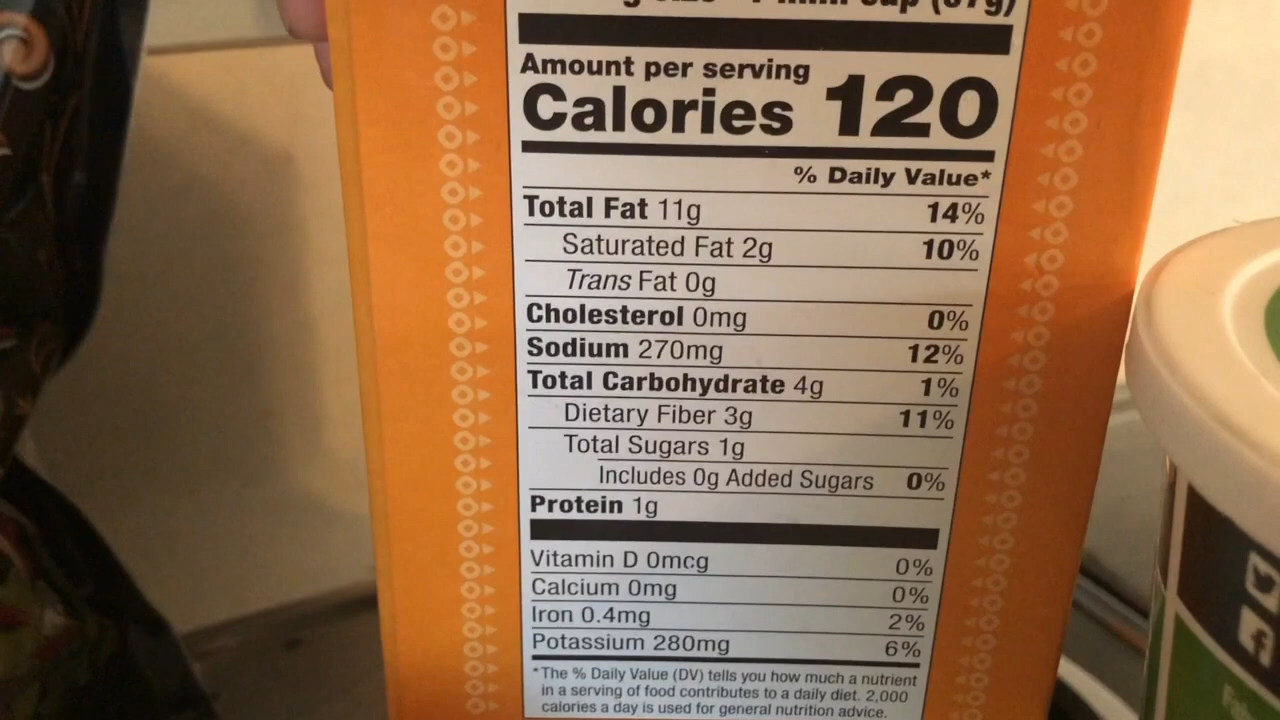 Amount per serving
Calories 120
% Daily Value*
Total Fat 11g 14%
Saturated Fat 2g 10%
Trans Fat 0g
Cholesterol 0mg 0%
Sodium 270mg 12%
Total Carbohydrate 4g 1%
Dietary Fiber 3g 11%
Total Sugars 1g
Includes 0g Added Sugars 0%
Protein 1g
Vitamin D 0mcg 0%
Calcium 0mg 0%
Iron 0.4mg 2%
Potassium 280mg 6%
*The % Daily Value (DV) tells you how much a nutrient
in a serving of food contributes to a daily diet. 2,000
calories a day is used for general nutrition advice.